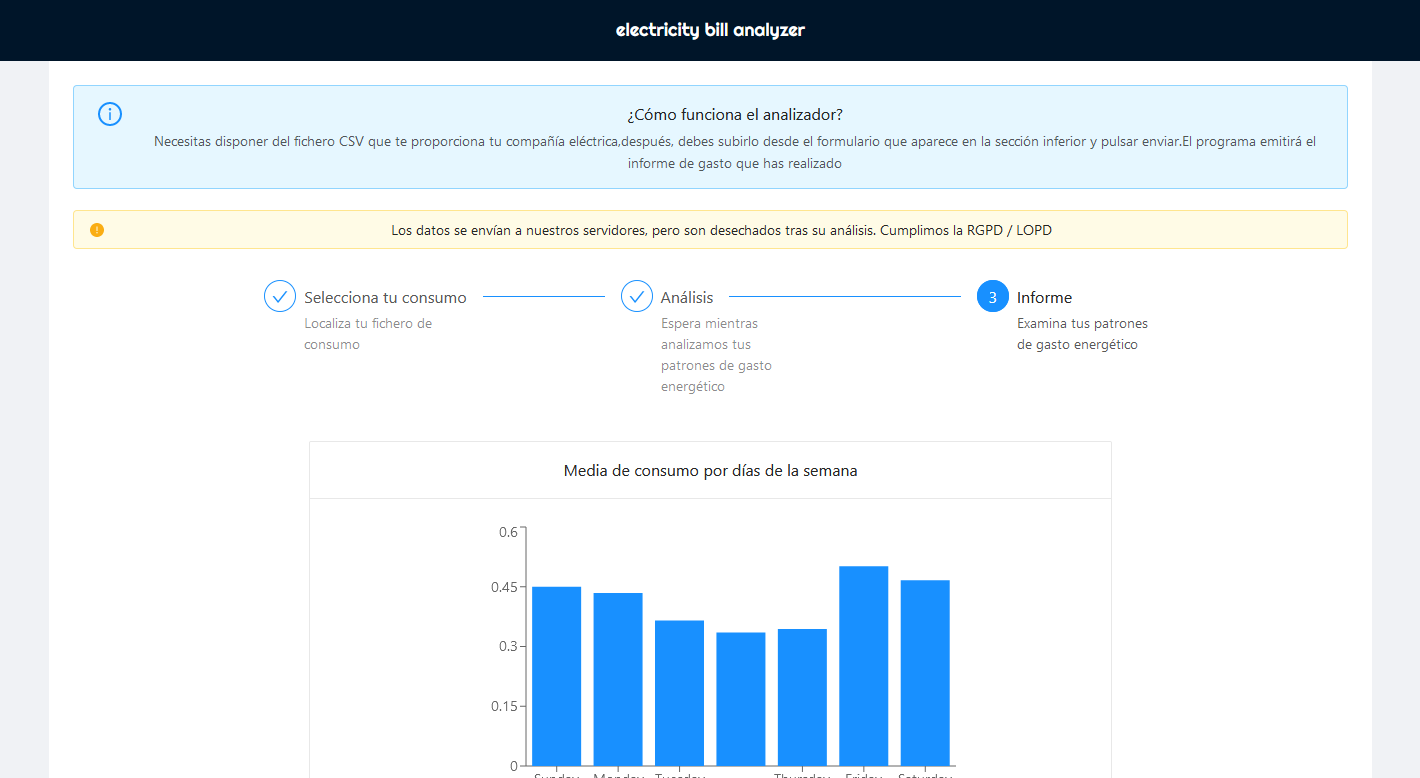 electricity bill analyzer
¿Cómo funciona el analizador?
Necesitas disponer del fichero CSV que te proporciona tu compañía eléctrica,después, debes subirlo desde el formulario que aparece en la sección inferior y pulsar enviar.El programa emitirá el
informe de gasto que has realizado
Los datos se envían a nuestros servidores, pero son desechados tras su análisis. Cumplimos la RGPD / LOPD
Selecciona tu consumo
Localiza tu fichero de
consumo
Análisis
Espera mientras
analizamos tus
patrones de gasto
energético
3 Informe
Examina tus patrones
de gasto energético
Media de consumo por días de la semana
0.6
0.45
0.3
0.15
0
Sunday Monday Tuesday Thursday Friday Saturday